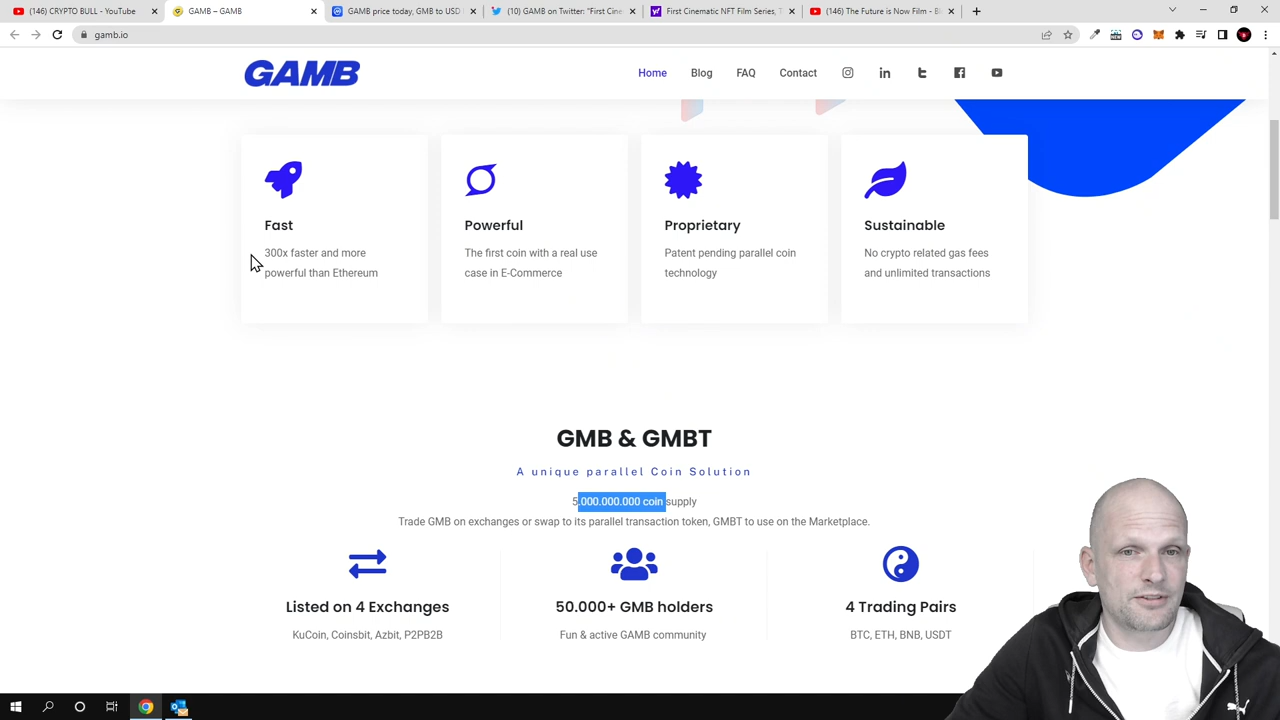 (146) CRYPTO BULL - YouTube
GAMB – GAMB
GAMB price today, GMB to USD
(10) GAM on Twitter: "First Cine
First Cinematic NFT Film Series, T
(146) The Future is Now Film - Bl
gamb.io
GAMB
Home
Blog
FAQ
Contact
Fast
300x faster and more
powerful than Ethereum
Powerful
The first coin with a real use
case in E-Commerce
Proprietary
Patent pending parallel coin
technology
Sustainable
No crypto related gas fees
and unlimited transactions
GMB & GMBT
A unique parallel Coin Solution
5.000.000.000 coin supply
Trade GMB on exchanges or swap to its parallel transaction token, GMBT to use on the Marketplace.
Listed on 4 Exchanges
KuCoin, Coinsbit, Azbit, P2PB2B
50.000+ GMB holders
Fun & active GAMB community
4 Trading Pairs
BTC, ETH, BNB, USDT